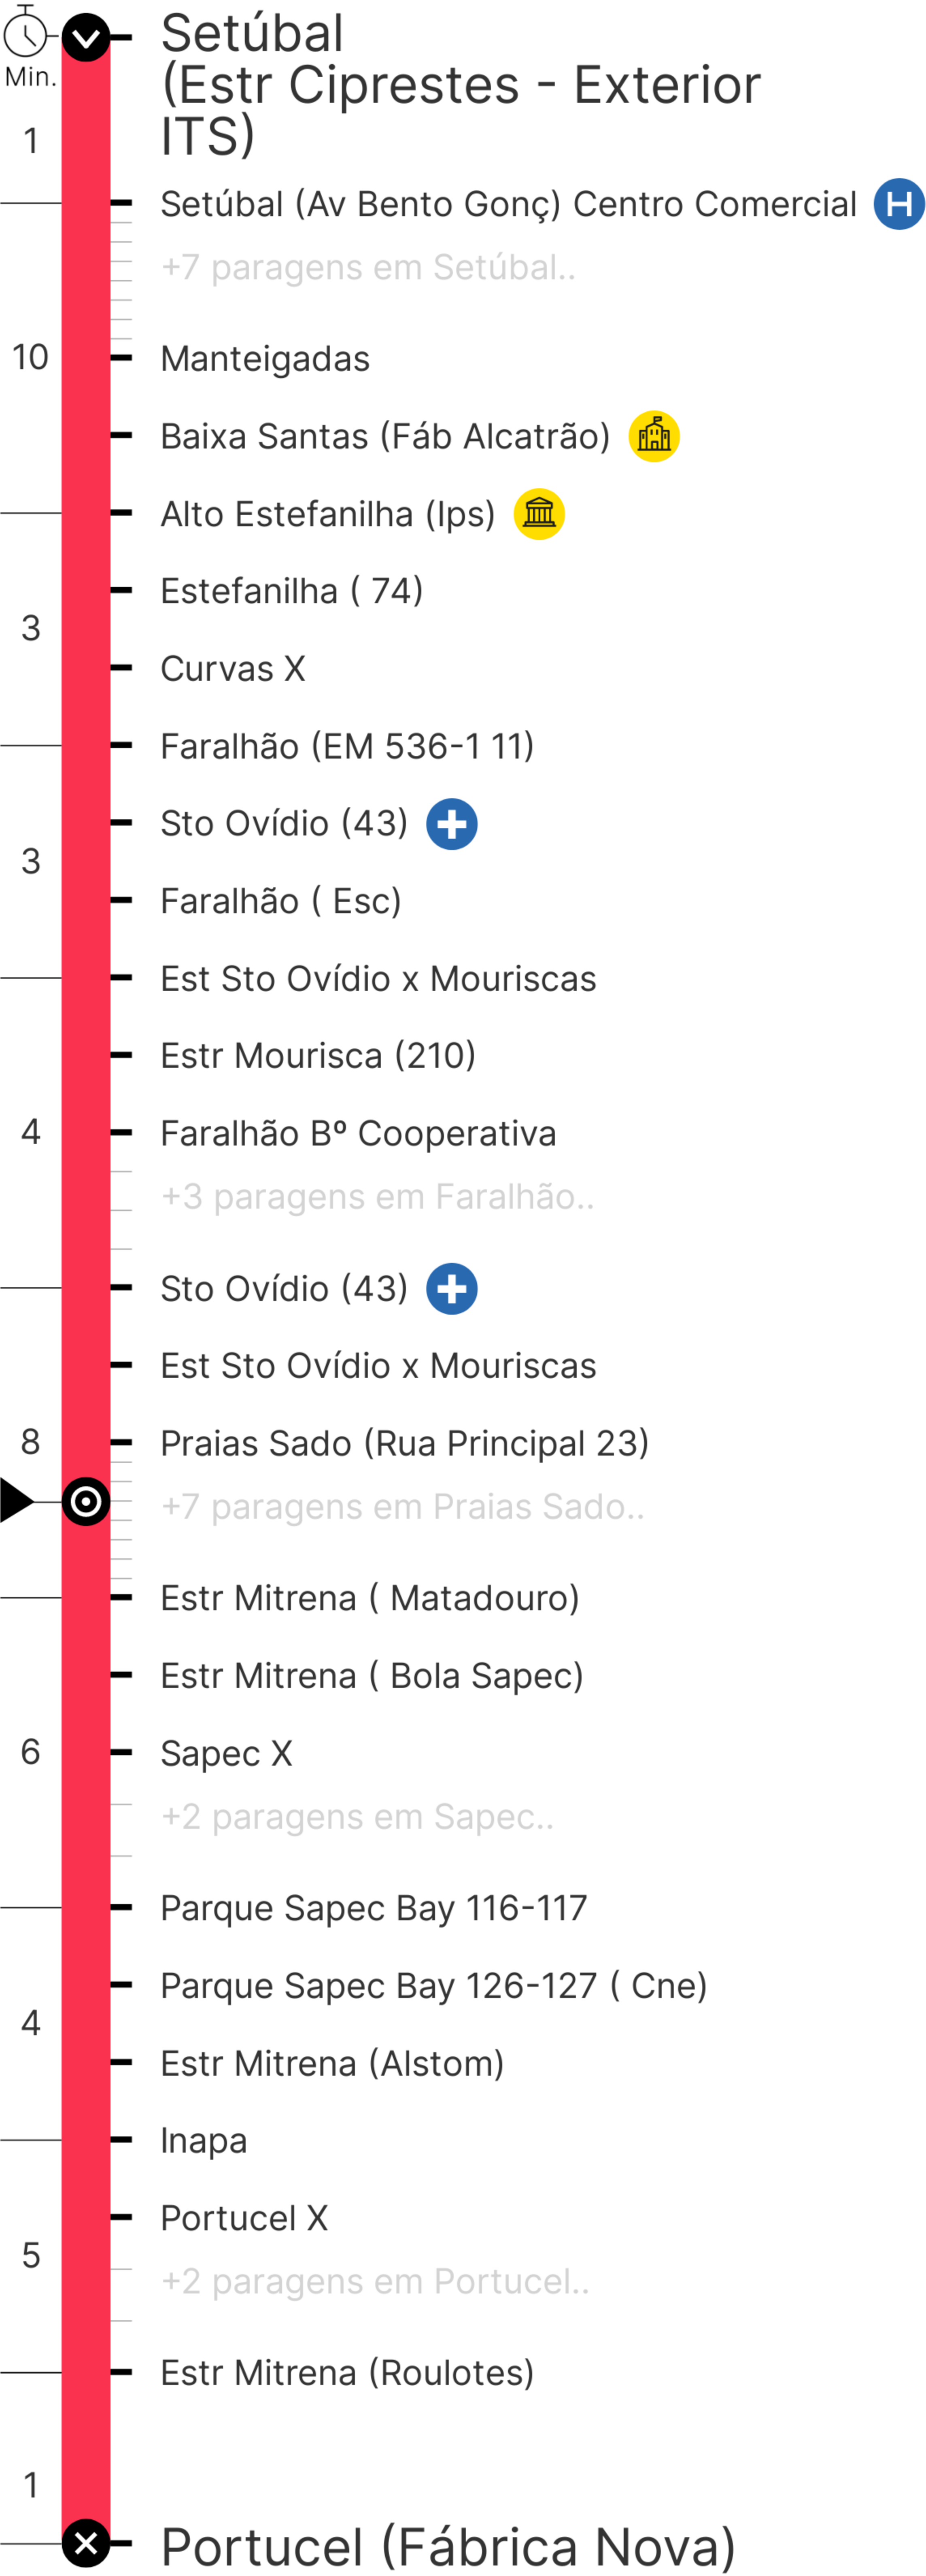 Setúbal
(Estr Ciprestes - Exterior
ITS)
Min.
1
Setúbal (Av Bento Gonç) Centro Comercial H
+7 paragens em Setúbal..
10
Manteigadas
Baixa Santas (Fáb Alcatrão)
Alto Estefanilha (Ips)
Estefanilha ( 74)
3
Curvas X
Faralhão (EM 536-1 11)
Sto Ovídio (43)
3
Faralhão ( Esc)
Est Sto Ovídio x Mouriscas
Estr Mourisca (210)
4
Faralhão Bº Cooperativa
+3 paragens em Faralhão..
Sto Ovídio (43)
Est Sto Ovídio x Mouriscas
8
Praias Sado (Rua Principal 23)
+7 paragens em Praias Sado..
Estr Mitrena ( Matadouro)
Estr Mitrena ( Bola Sapec)
6
Sapec X
+2 paragens em Sapec..
Parque Sapec Bay 116-117
Parque Sapec Bay 126-127 ( Cne)
4
Estr Mitrena (Alstom)
Inapa
Portucel X
5
+2 paragens em Portucel..
Estr Mitrena (Roulotes)
1
Portucel (Fábrica Nova)